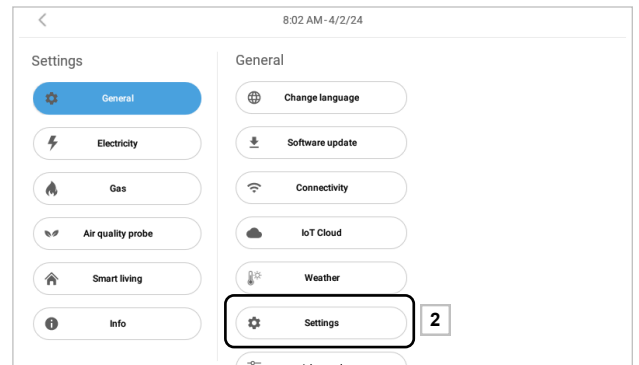 8:02 AM-4/2/24
Settings
General
General
Electricity
Gas
Air quality probe
Smart living
Info
Change language
Software update
Connectivity
IoT Cloud
Weather
Settings
2